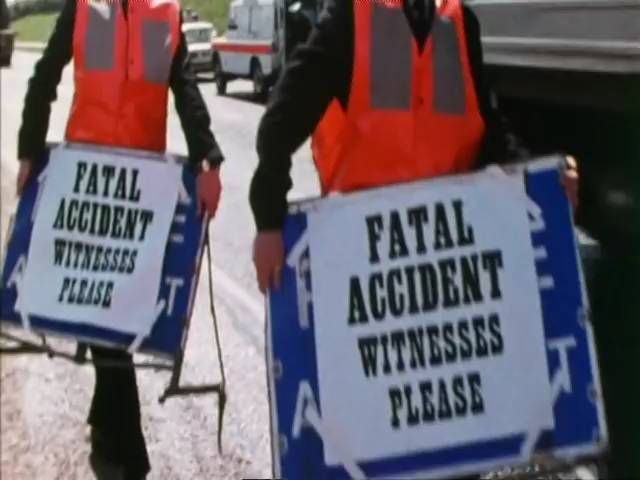 FATAL
ACCIDENT
WITNESSES
PLEASE
FATAL
ACCIDENT
WITNESSES
PLEASE